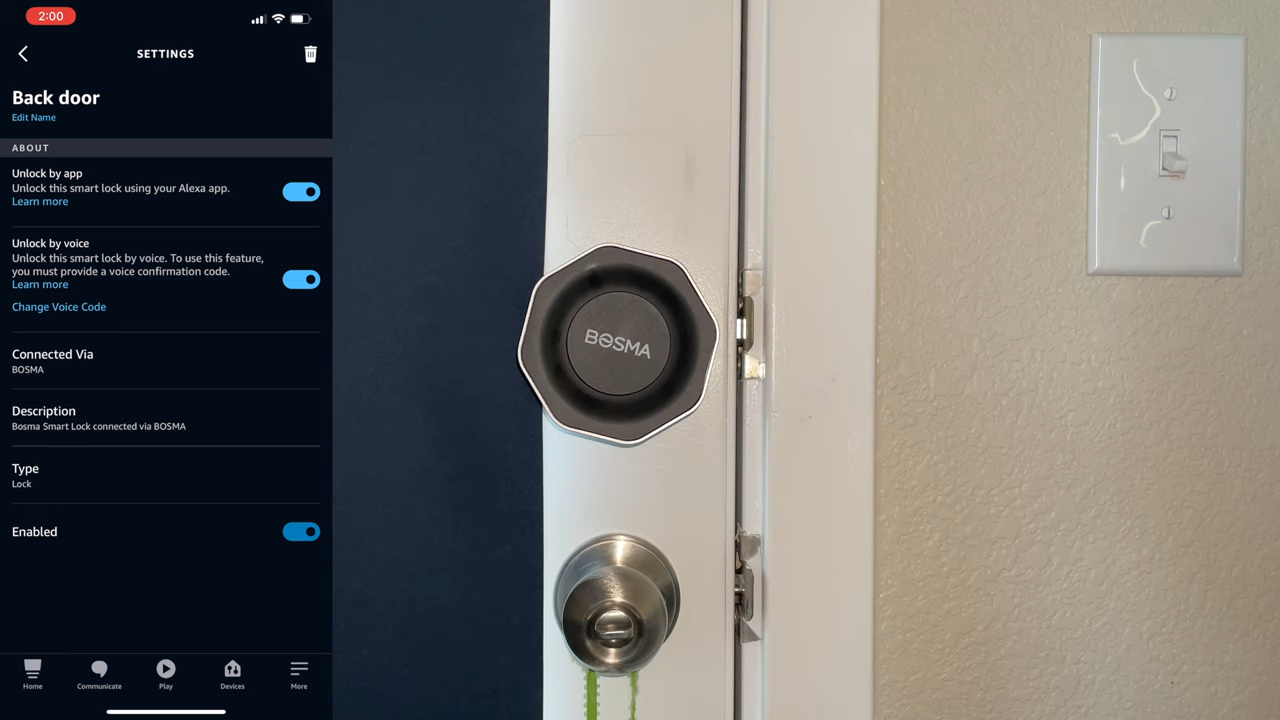 2:00
SETTINGS
Back door
Edit Name
ABOUT
Unlock by app
Unlock this smart lock using your Alexa app.
Learn more
Unlock by voice
Unlock this smart lock by voice. To use this feature,
you must provide a voice confirmation code.
Learn more
Change Voice Code
Connected Via
BOSMA
Description
Bosma Smart Lock connected via BOSMA
Type
Lock
Enabled
Home
Communicate
Play
Devices
More
BOSMA